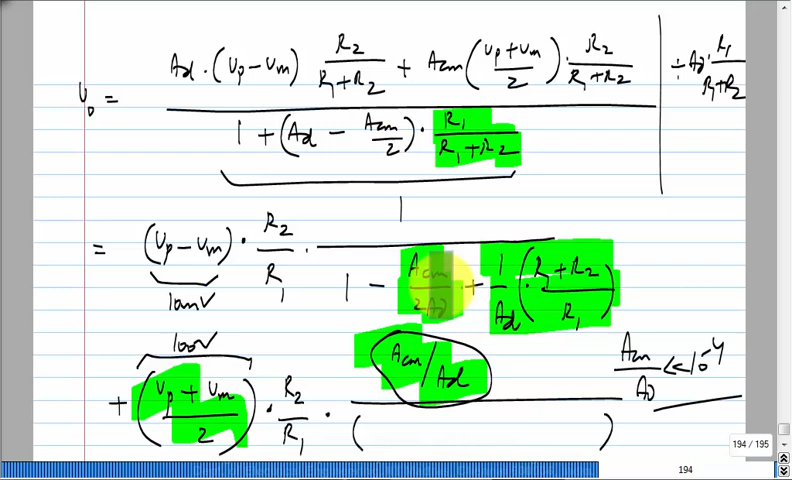 v₀ = (Ad · (vp − vm) R₂/(R₁+R₂) + Acm((vp+vm)/2) · R₂/(R₁+R₂)) / (1 + (Ad − Acm/2) · R₁/(R₁+R₂)) ÷ Ad · R₁/(R₁+R₂)
= (vp − vm) · R₂/R₁ · 1/(1 − Acm/2Ad + 1/Ad · ((R₁+R₂)/R₁))
10mV
100V
+ ((vp + vm)/2) · R₂/R₁ · (Acm/Ad)/( )
Acm/Ad << 10⁻⁴
194 / 195
194